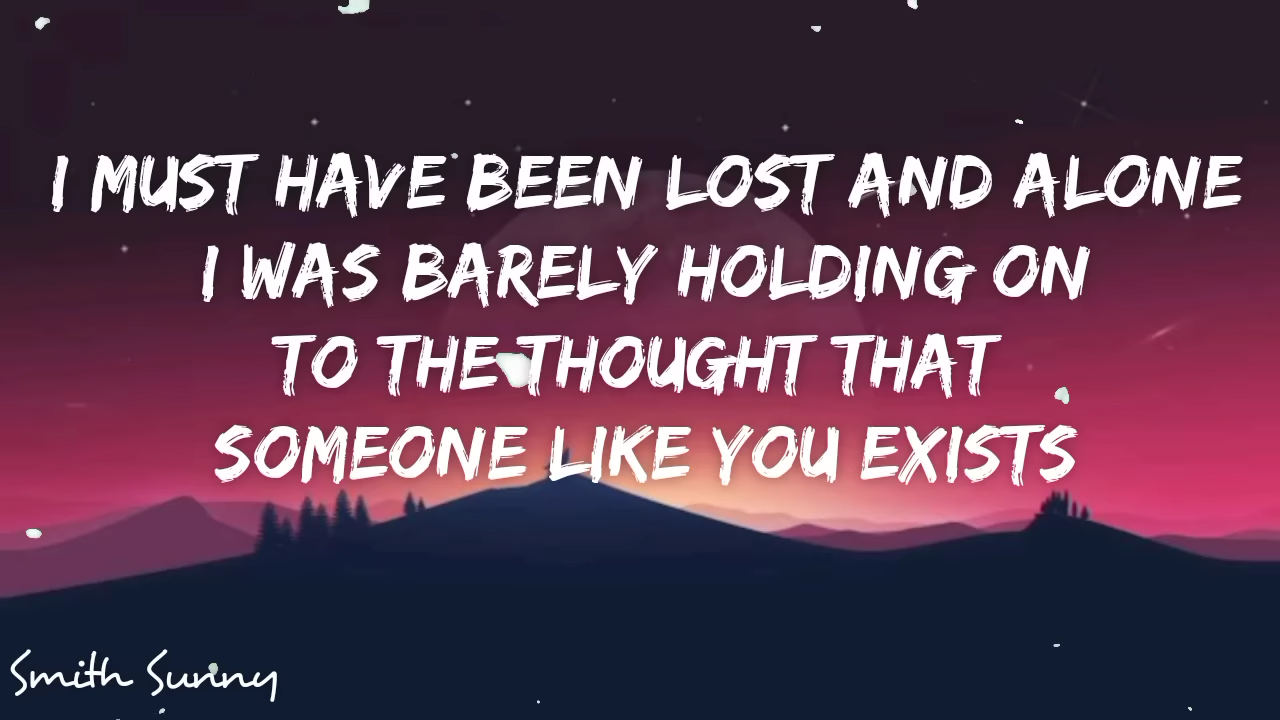 I MUST HAVE BEEN LOST AND ALONE
I WAS BARELY HOLDING ON
TO THE THOUGHT THAT
SOMEONE LIKE YOU EXISTS
Smith Sunny